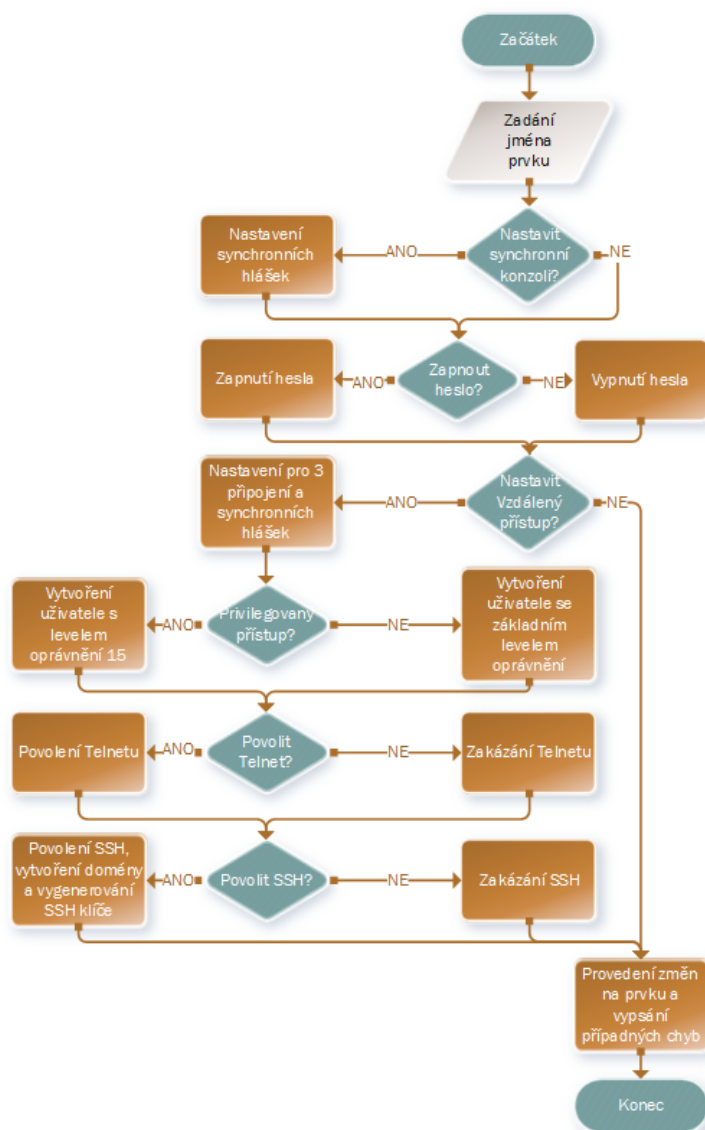 Začátek
Zadání
jména
prvku
Nastavit
synchronní
konzoli?
ANO
NE
Nastavení
synchronních
hlášek
Zapnout
heslo?
ANO
NE
Zapnutí hesla
Vypnutí hesla
Nastavit
Vzdálený
přístup?
ANO
NE
Nastavení pro 3
připojení a
synchronních
hlášek
Privilegovaný
přístup?
ANO
NE
Vytvoření
uživatele s
levelem
oprávnění 15
Vytvoření
uživatele se
základním
levelem
oprávnění
Povolit
Telnet?
ANO
NE
Povolení Telnetu
Zakázání Telnetu
Povolit SSH?
ANO
NE
Povolení SSH,
vytvoření domény
a vygenerování
SSH klíče
Zakázání SSH
Provedení změn
na prvku a
vypsání
případných chyb
Konec